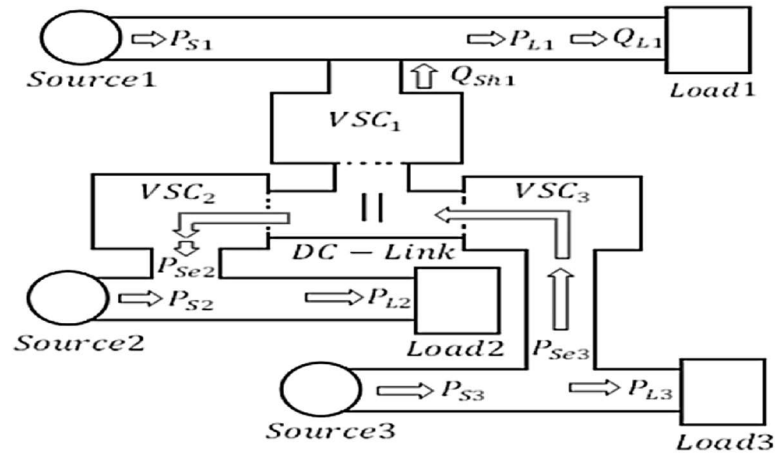 P_{S1}
P_{L1}
Q_{L1}
Source1
Q_{Sh1}
Load1
VSC_1
VSC_2
VSC_3
DC - Link
P_{Se2}
P_{S2}
P_{L2}
Source2
Load2
P_{Se3}
P_{S3}
P_{L3}
Source3
Load3